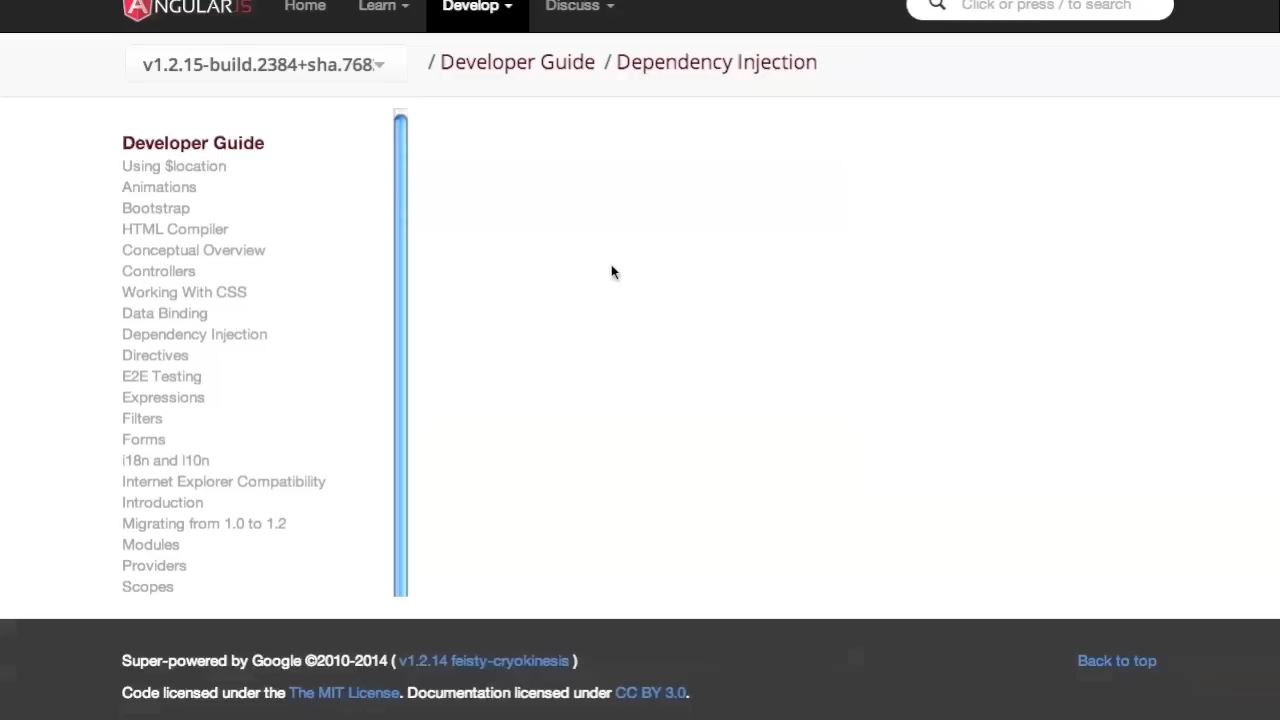 ANGULARJS Home Learn Develop Discuss Click or press / to search
v1.2.15-build.2384+sha.768 / Developer Guide / Dependency Injection
Developer Guide
Using $location
Animations
Bootstrap
HTML Compiler
Conceptual Overview
Controllers
Working With CSS
Data Binding
Dependency Injection
Directives
E2E Testing
Expressions
Filters
Forms
i18n and l10n
Internet Explorer Compatibility
Introduction
Migrating from 1.0 to 1.2
Modules
Providers
Scopes
Super-powered by Google ©2010-2014 ( v1.2.14 feisty-cryokinesis ) Back to top
Code licensed under the The MIT License. Documentation licensed under CC BY 3.0.